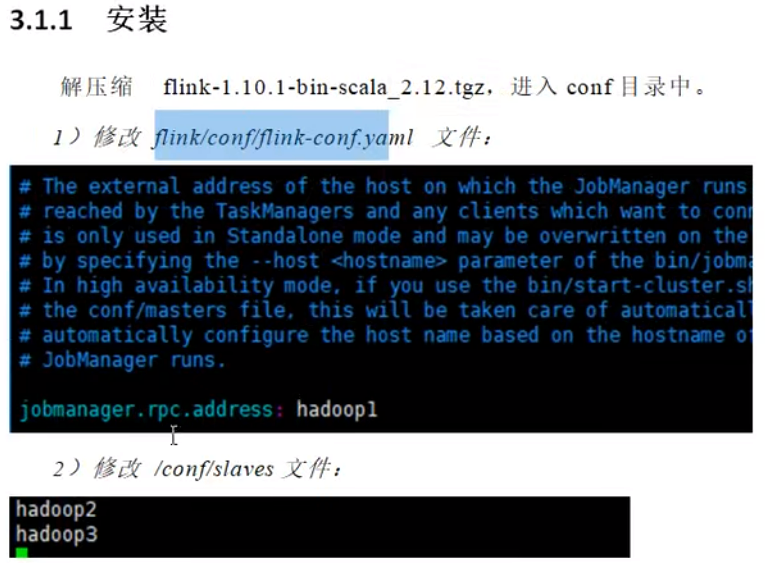 3.1.1 安装
解压缩 flink-1.10.1-bin-scala_2.12.tgz，进入 conf 目录中。
1）修改 flink/conf/flink-conf.yaml 文件：
# The external address of the host on which the JobManager runs
# reached by the TaskManagers and any clients which want to conn
# is only used in Standalone mode and may be overwritten on the
# by specifying the --host <hostname> parameter of the bin/jobma
# In high availability mode, if you use the bin/start-cluster.sh
# the conf/masters file, this will be taken care of automatical
# automatically configure the host name based on the hostname o
# JobManager runs.
jobmanager.rpc.address: hadoop1
2）修改 /conf/slaves 文件：
hadoop2
hadoop3